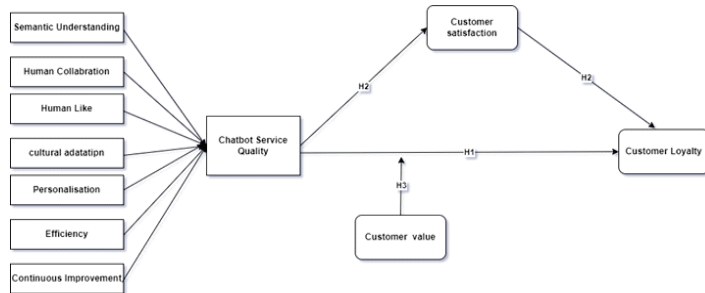 Semantic Understanding
Human Collabration
Human Like
cultural adatatipn
Personalisation
Efficiency
Continuous Improvement
Chatbot Service
Quality
Customer
satisfaction
H2
H2
H1
H3
Customer value
Customer Loyalty